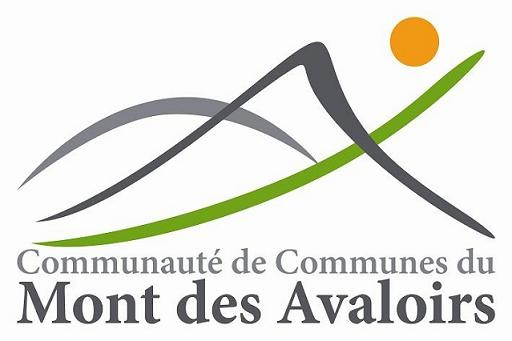 Communauté de Communes du
Mont des Avaloirs